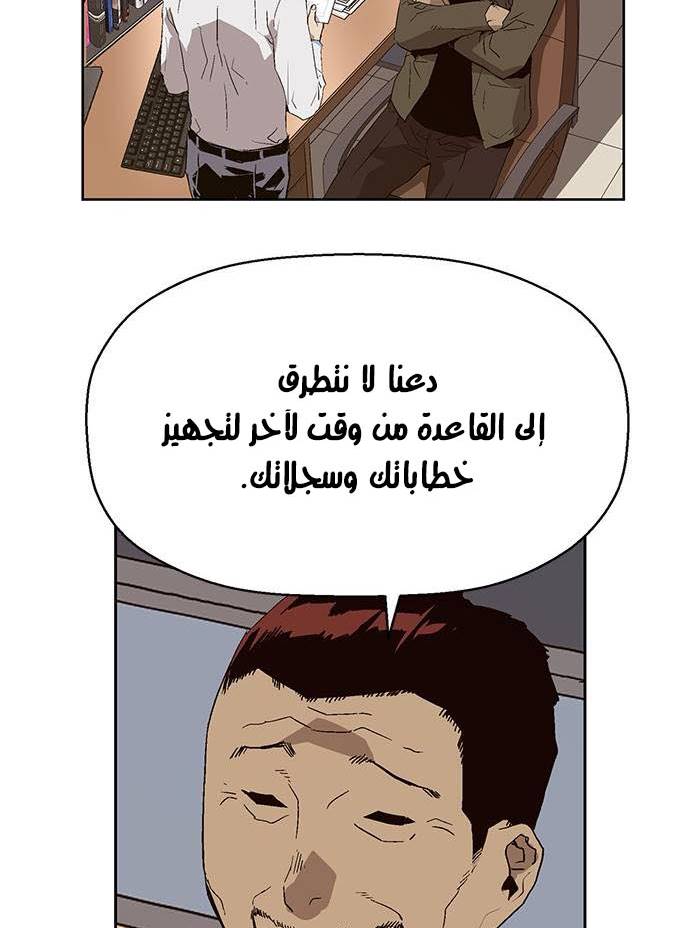 دعنا لا نتطرق
إلى القاعدة من وقت لآخر لتجهيز
خطاباتك وسجلاتك.